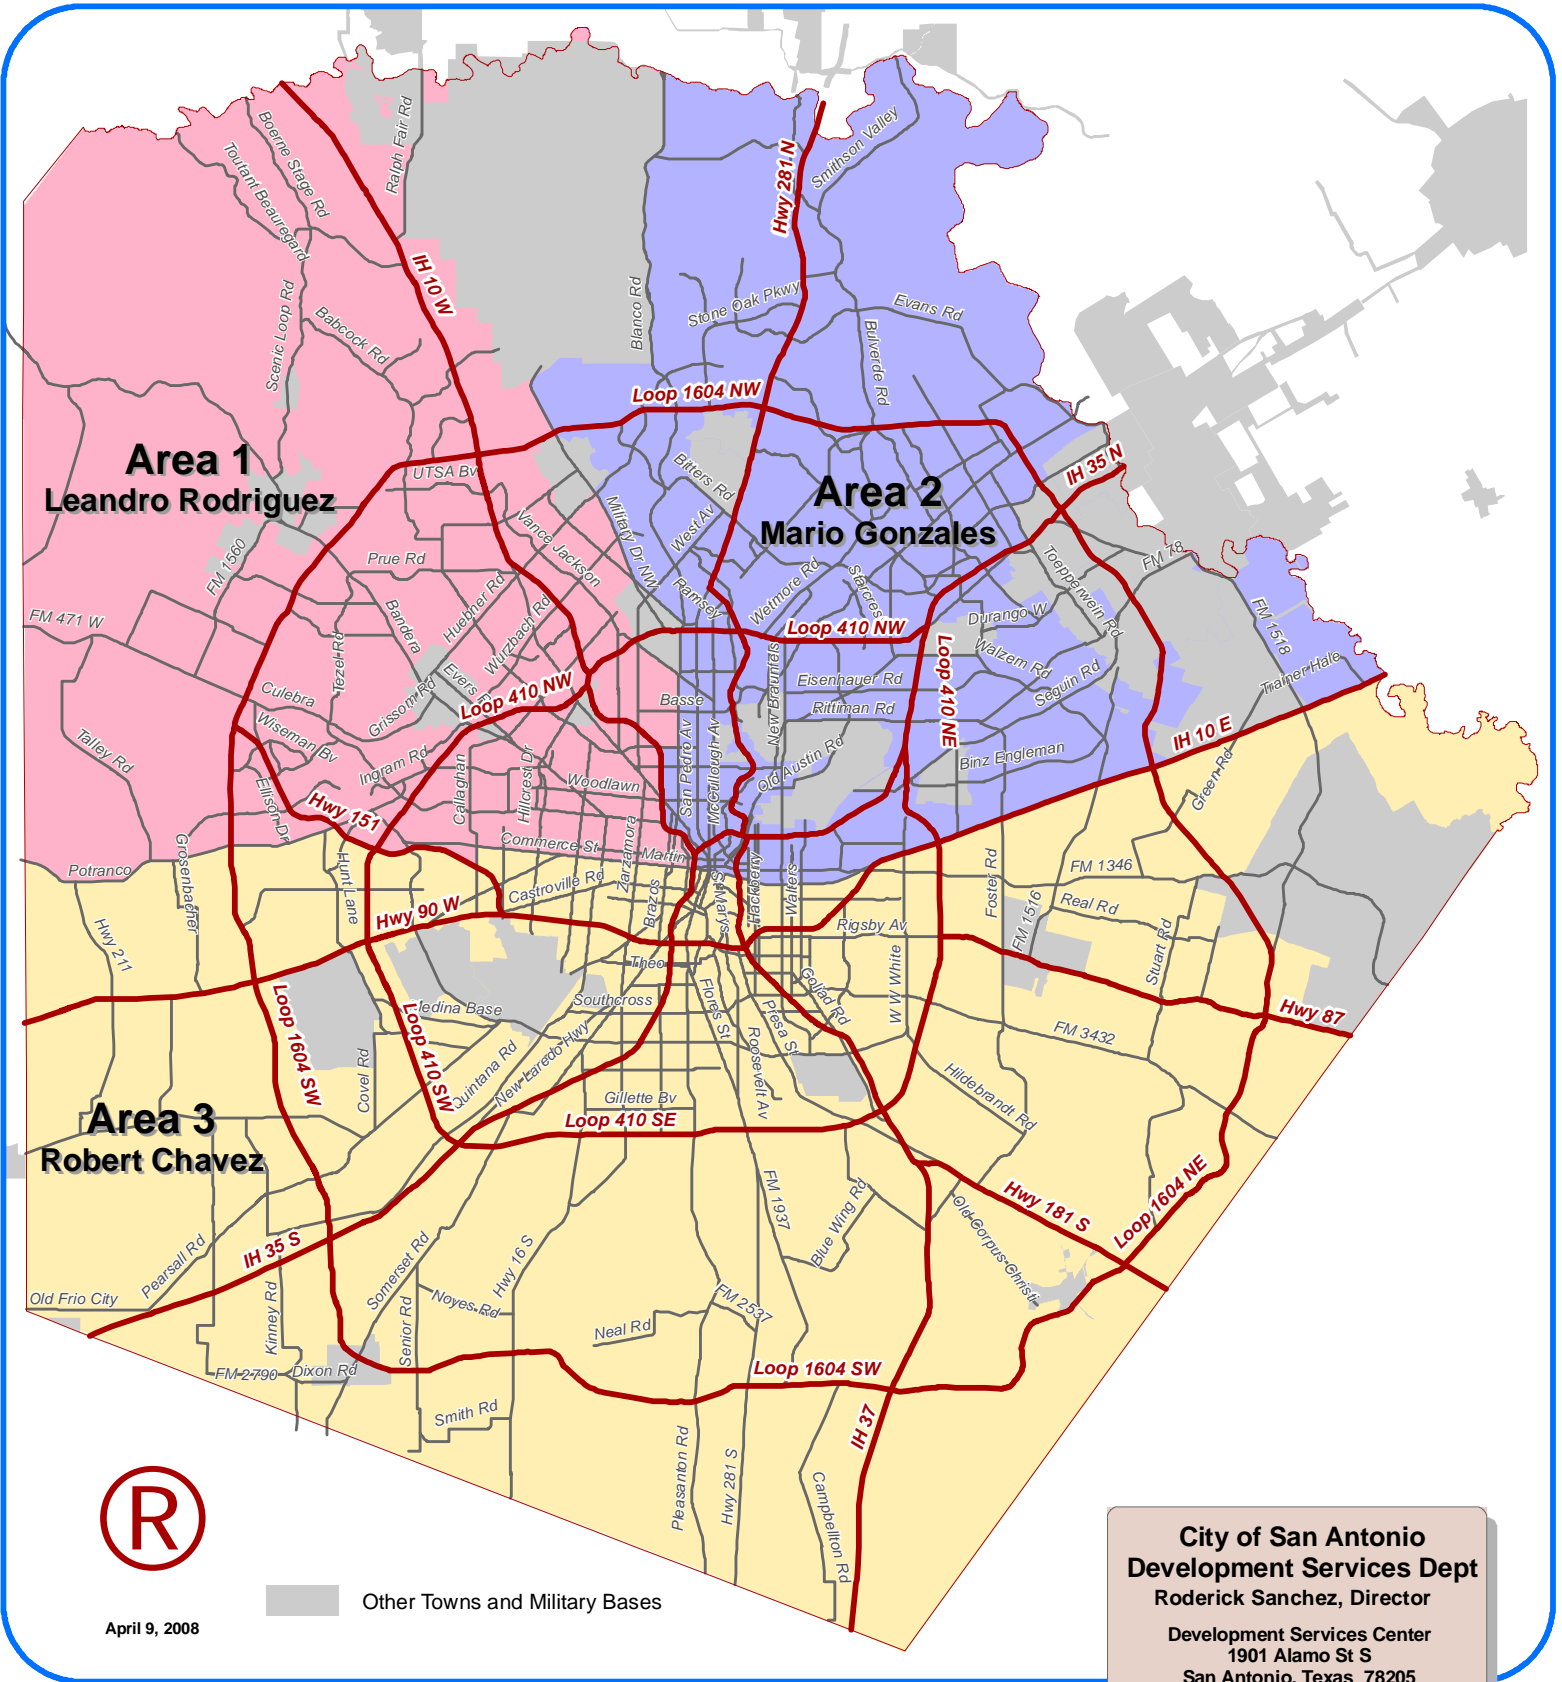 Ralph Fair Rd
Boerne Stage Rd
Toutant Beauregard
Hwy 281 N
Smithson Valley
IH 10 W
Scenic Loop Rd
Babcock Rd
Blanco Rd
Stone Oak Pkwy
Evans Rd
Bulverde Rd
Loop 1604 NW
Area 1
Leandro Rodriguez
UTSA Bv
Bitters Rd
Area 2
Mario Gonzales
IH 35 N
Military Dr NW
West Av
Vance Jackson
FM 1560
Prue Rd
Huebner Rd
Wurzbach Rd
Bandera
Ramsey
Wetmore Rd
Starcres
Toepperwein Rd
FM 78
FM 471 W
Tezel Rd
Loop 410 NW
Durango W
FM 1518
Walzem Rd
Trainer Hale
Culebra
Grissom Rd
Evers
Loop 410 NW
Basse
New Braunfels
Eisenhauer Rd
Rittiman Rd
Loop 410 NE
Seguin Rd
Wiseman Bv
Talley Rd
Ingram Rd
Callaghan
Hillcrest Dr
Woodlawn
San Pedro Av
McCullough Av
Old Austin Rd
Binz Engleman
IH 10 E
Green Rd
Ellison Dr
Hwy 151
Commerce St
Martin
Zarzamora
Potranco
Grosenbacher
Hunt Lane
Castroville Rd
Brazos
St Marys
Hackberry
Walters
Foster Rd
FM 1346
FM 1516
Real Rd
Hwy 211
Hwy 90 W
Rigsby Av
Stuart Rd
Theo
W W White
Loop 1604 SW
Medina Base
Loop 410 SW
Southcross
Flores St
Presa St
Goliad Rd
Hwy 87
FM 3432
Covel Rd
Quintana Rd
New Laredo Hwy
Roosevelt Av
Hildebrandt Rd
Area 3
Robert Chavez
Gillette Bv
Loop 410 SE
FM 1937
Blue Wing Rd
Old Corpus Christi
Hwy 181 S
Loop 1604 NE
IH 35 S
Pearsall Rd
Old Frio City
Kinney Rd
Somerset Rd
Hwy 16 S
Noyes Rd
Senior Rd
Neal Rd
FM 2537
FM 2790
Dixon Rd
Loop 1604 SW
Smith Rd
IH 37
Pleasanton Rd
Hwy 281 S
Campbellton Rd
R
April 9, 2008
Other Towns and Military Bases
City of San Antonio
Development Services Dept
Roderick Sanchez, Director
Development Services Center
1901 Alamo St S
San Antonio, Texas 78205